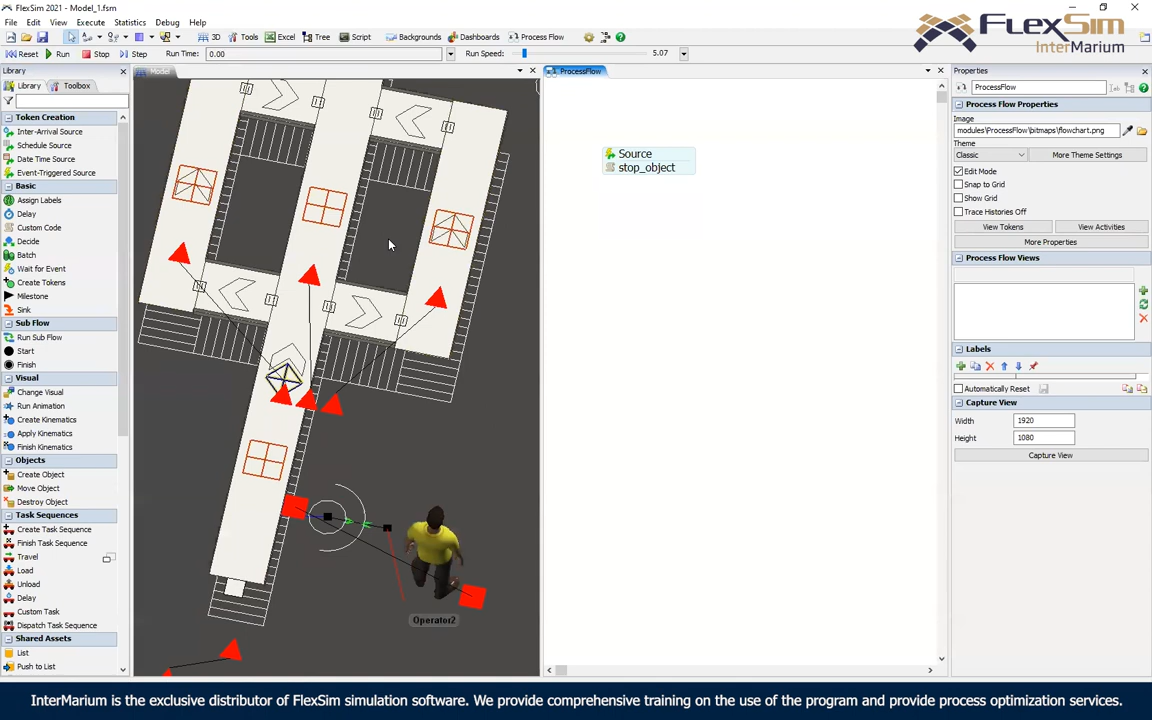 FlexSim 2021 - Model_1.fsm
File Edit View Execute Statistics Debug Help
3D Tools Excel Tree Script Backgrounds Dashboards Process Flow
Reset Run Stop Step Run Time: 0.00 Run Speed: 5.07
FLEXSIM
InterMarium
Library
Library Toolbox
Token Creation
Inter-Arrival Source
Schedule Source
Date Time Source
Event-Triggered Source
Basic
Assign Labels
Delay
Custom Code
Decide
Batch
Wait for Event
Create Tokens
Milestone
Sink
Sub Flow
Run Sub Flow
Start
Finish
Visual
Change Visual
Run Animation
Create Kinematics
Apply Kinematics
Finish Kinematics
Objects
Create Object
Move Object
Destroy Object
Task Sequences
Create Task Sequence
Finish Task Sequence
Travel
Load
Unload
Delay
Custom Task
Dispatch Task Sequence
Shared Assets
List
Push to List
Model
Operator2
ProcessFlow
Source
stop_object
Properties
ProcessFlow
Process Flow Properties
Image
modules\ProcessFlow\bitmaps\flowchart.png
Theme
Classic More Theme Settings
Edit Mode
Snap to Grid
Show Grid
Trace Histories Off
View Tokens View Activities
More Properties
Process Flow Views
Labels
Automatically Reset
Capture View
Width 1920
Height 1080
Capture View
InterMarium is the exclusive distributor of FlexSim simulation software. We provide comprehensive training on the use of the program and provide process optimization services.